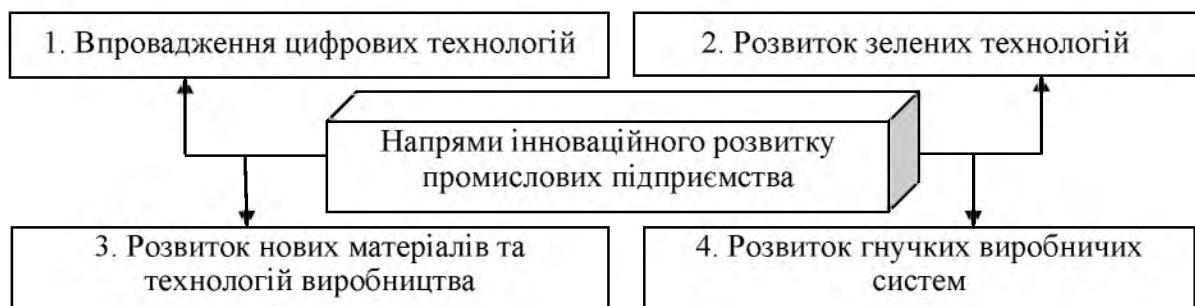 1. Впровадження цифрових технологій
2. Розвиток зелених технологій
Напрями інноваційного розвитку
промислових підприємства
3. Розвиток нових матеріалів та
технологій виробництва
4. Розвиток гнучких виробничих
систем